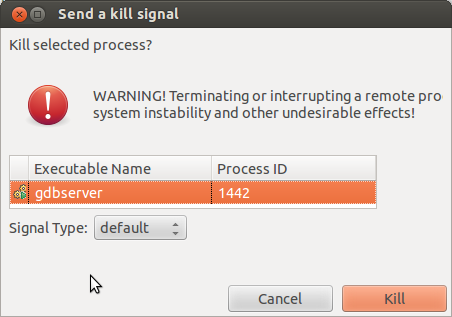 Send a kill signal
Kill selected process?
WARNING! Terminating or interrupting a remote pro
system instability and other undesirable effects!
Executable Name Process ID
gdbserver 1442
Signal Type: default
Cancel Kill